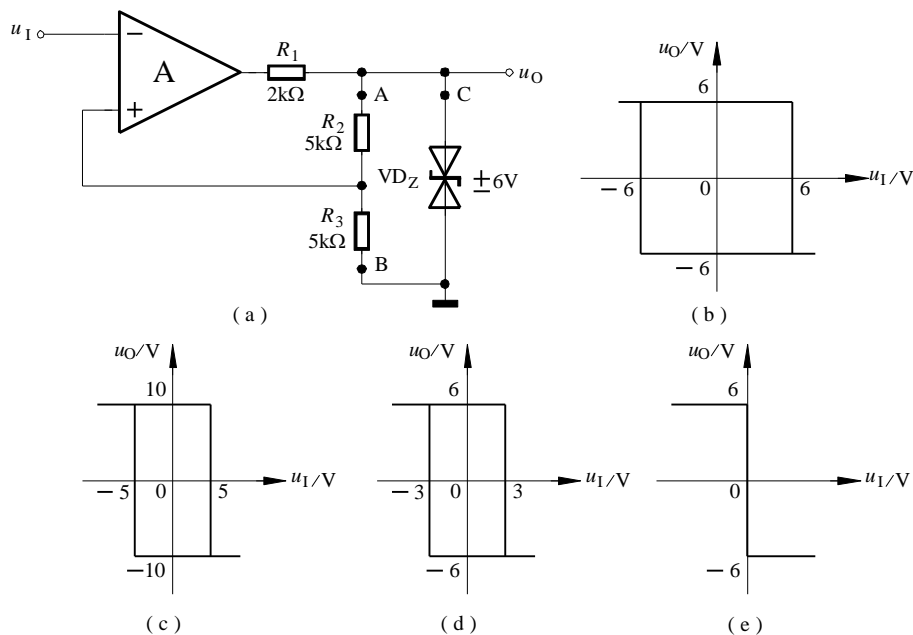 u_I
−
A
+
R_1
2kΩ
u_O
A
C
R_2
5kΩ
VD_Z
±6V
R_3
5kΩ
B
( a )
u_O/V
6
−6
0
6
u_I/V
−6
( b )
u_O/V
10
−5
0
5
u_I/V
−10
( c )
u_O/V
6
−3
0
3
u_I/V
−6
( d )
u_O/V
6
0
u_I/V
−6
( e )